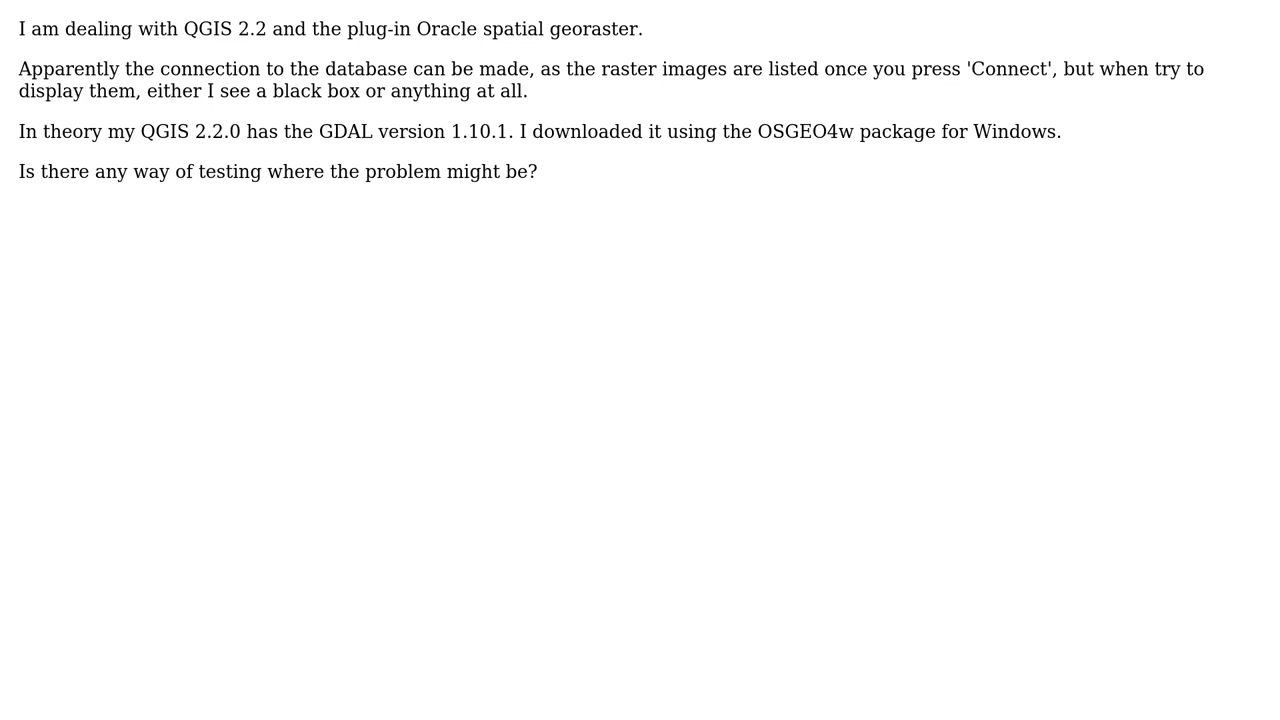 I am dealing with QGIS 2.2 and the plug-in Oracle spatial georaster.
Apparently the connection to the database can be made, as the raster images are listed once you press 'Connect', but when try to
display them, either I see a black box or anything at all.
In theory my QGIS 2.2.0 has the GDAL version 1.10.1. I downloaded it using the OSGEO4w package for Windows.
Is there any way of testing where the problem might be?